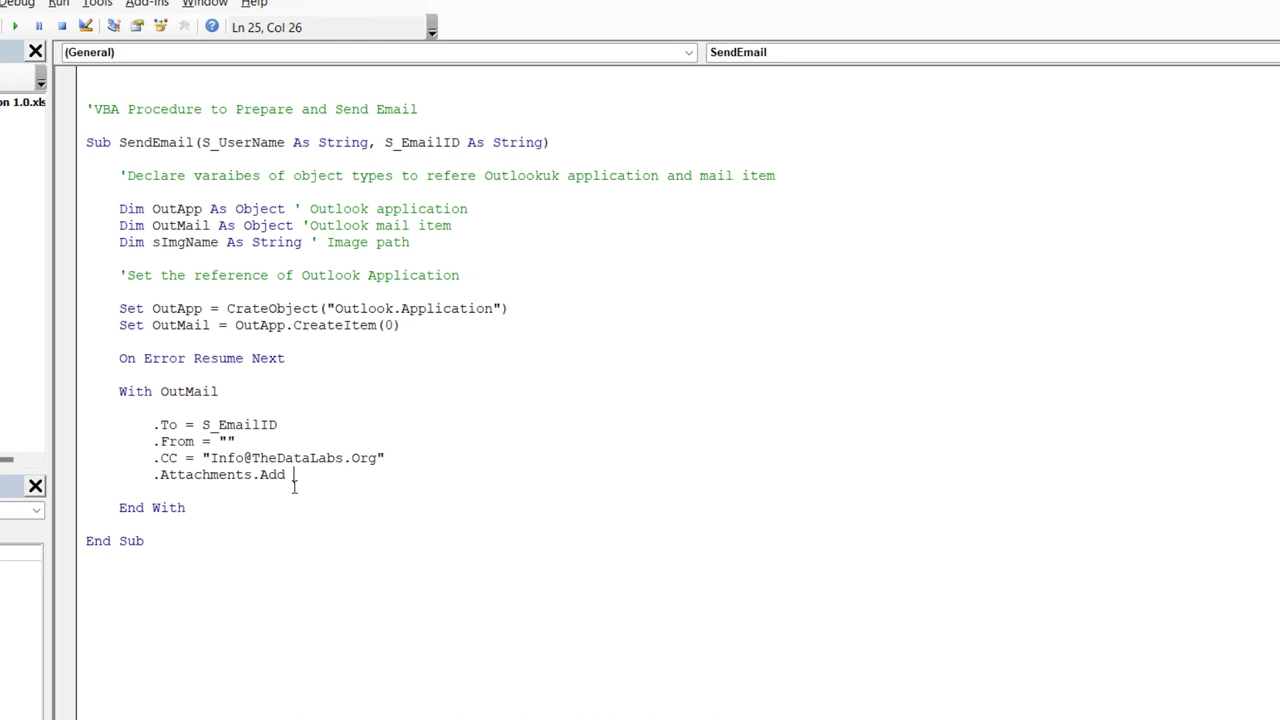 Debug Run Tools Add-Ins Window Help
Ln 25, Col 26
(General) SendEmail
on 1.0.xls
'VBA Procedure to Prepare and Send Email
Sub SendEmail(S_UserName As String, S_EmailID As String)
'Declare varaibes of object types to refere Outlookuk application and mail item
Dim OutApp As Object ' Outlook application
Dim OutMail As Object 'Outlook mail item
Dim sImgName As String ' Image path
'Set the reference of Outlook Application
Set OutApp = CrateObject("Outlook.Application")
Set OutMail = OutApp.CreateItem(0)
On Error Resume Next
With OutMail
.To = S_EmailID
.From = ""
.CC = "Info@TheDataLabs.Org"
.Attachments.Add
End With
End Sub